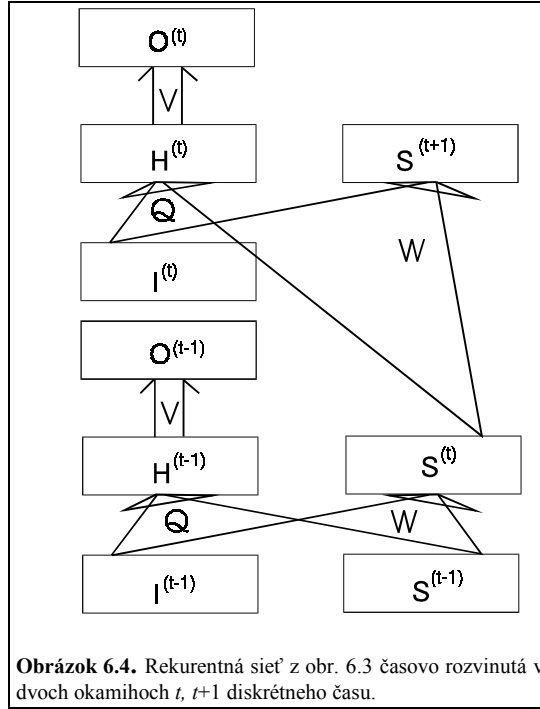 O^(t)
V
H^(t)
S^(t+1)
Q
W
I^(t)
O^(t-1)
V
H^(t-1)
S^(t)
Q
W
I^(t-1)
S^(t-1)
Obrázok 6.4. Rekurentná sieť z obr. 6.3 časovo rozvinutá v
dvoch okamihoch t, t+1 diskrétneho času.